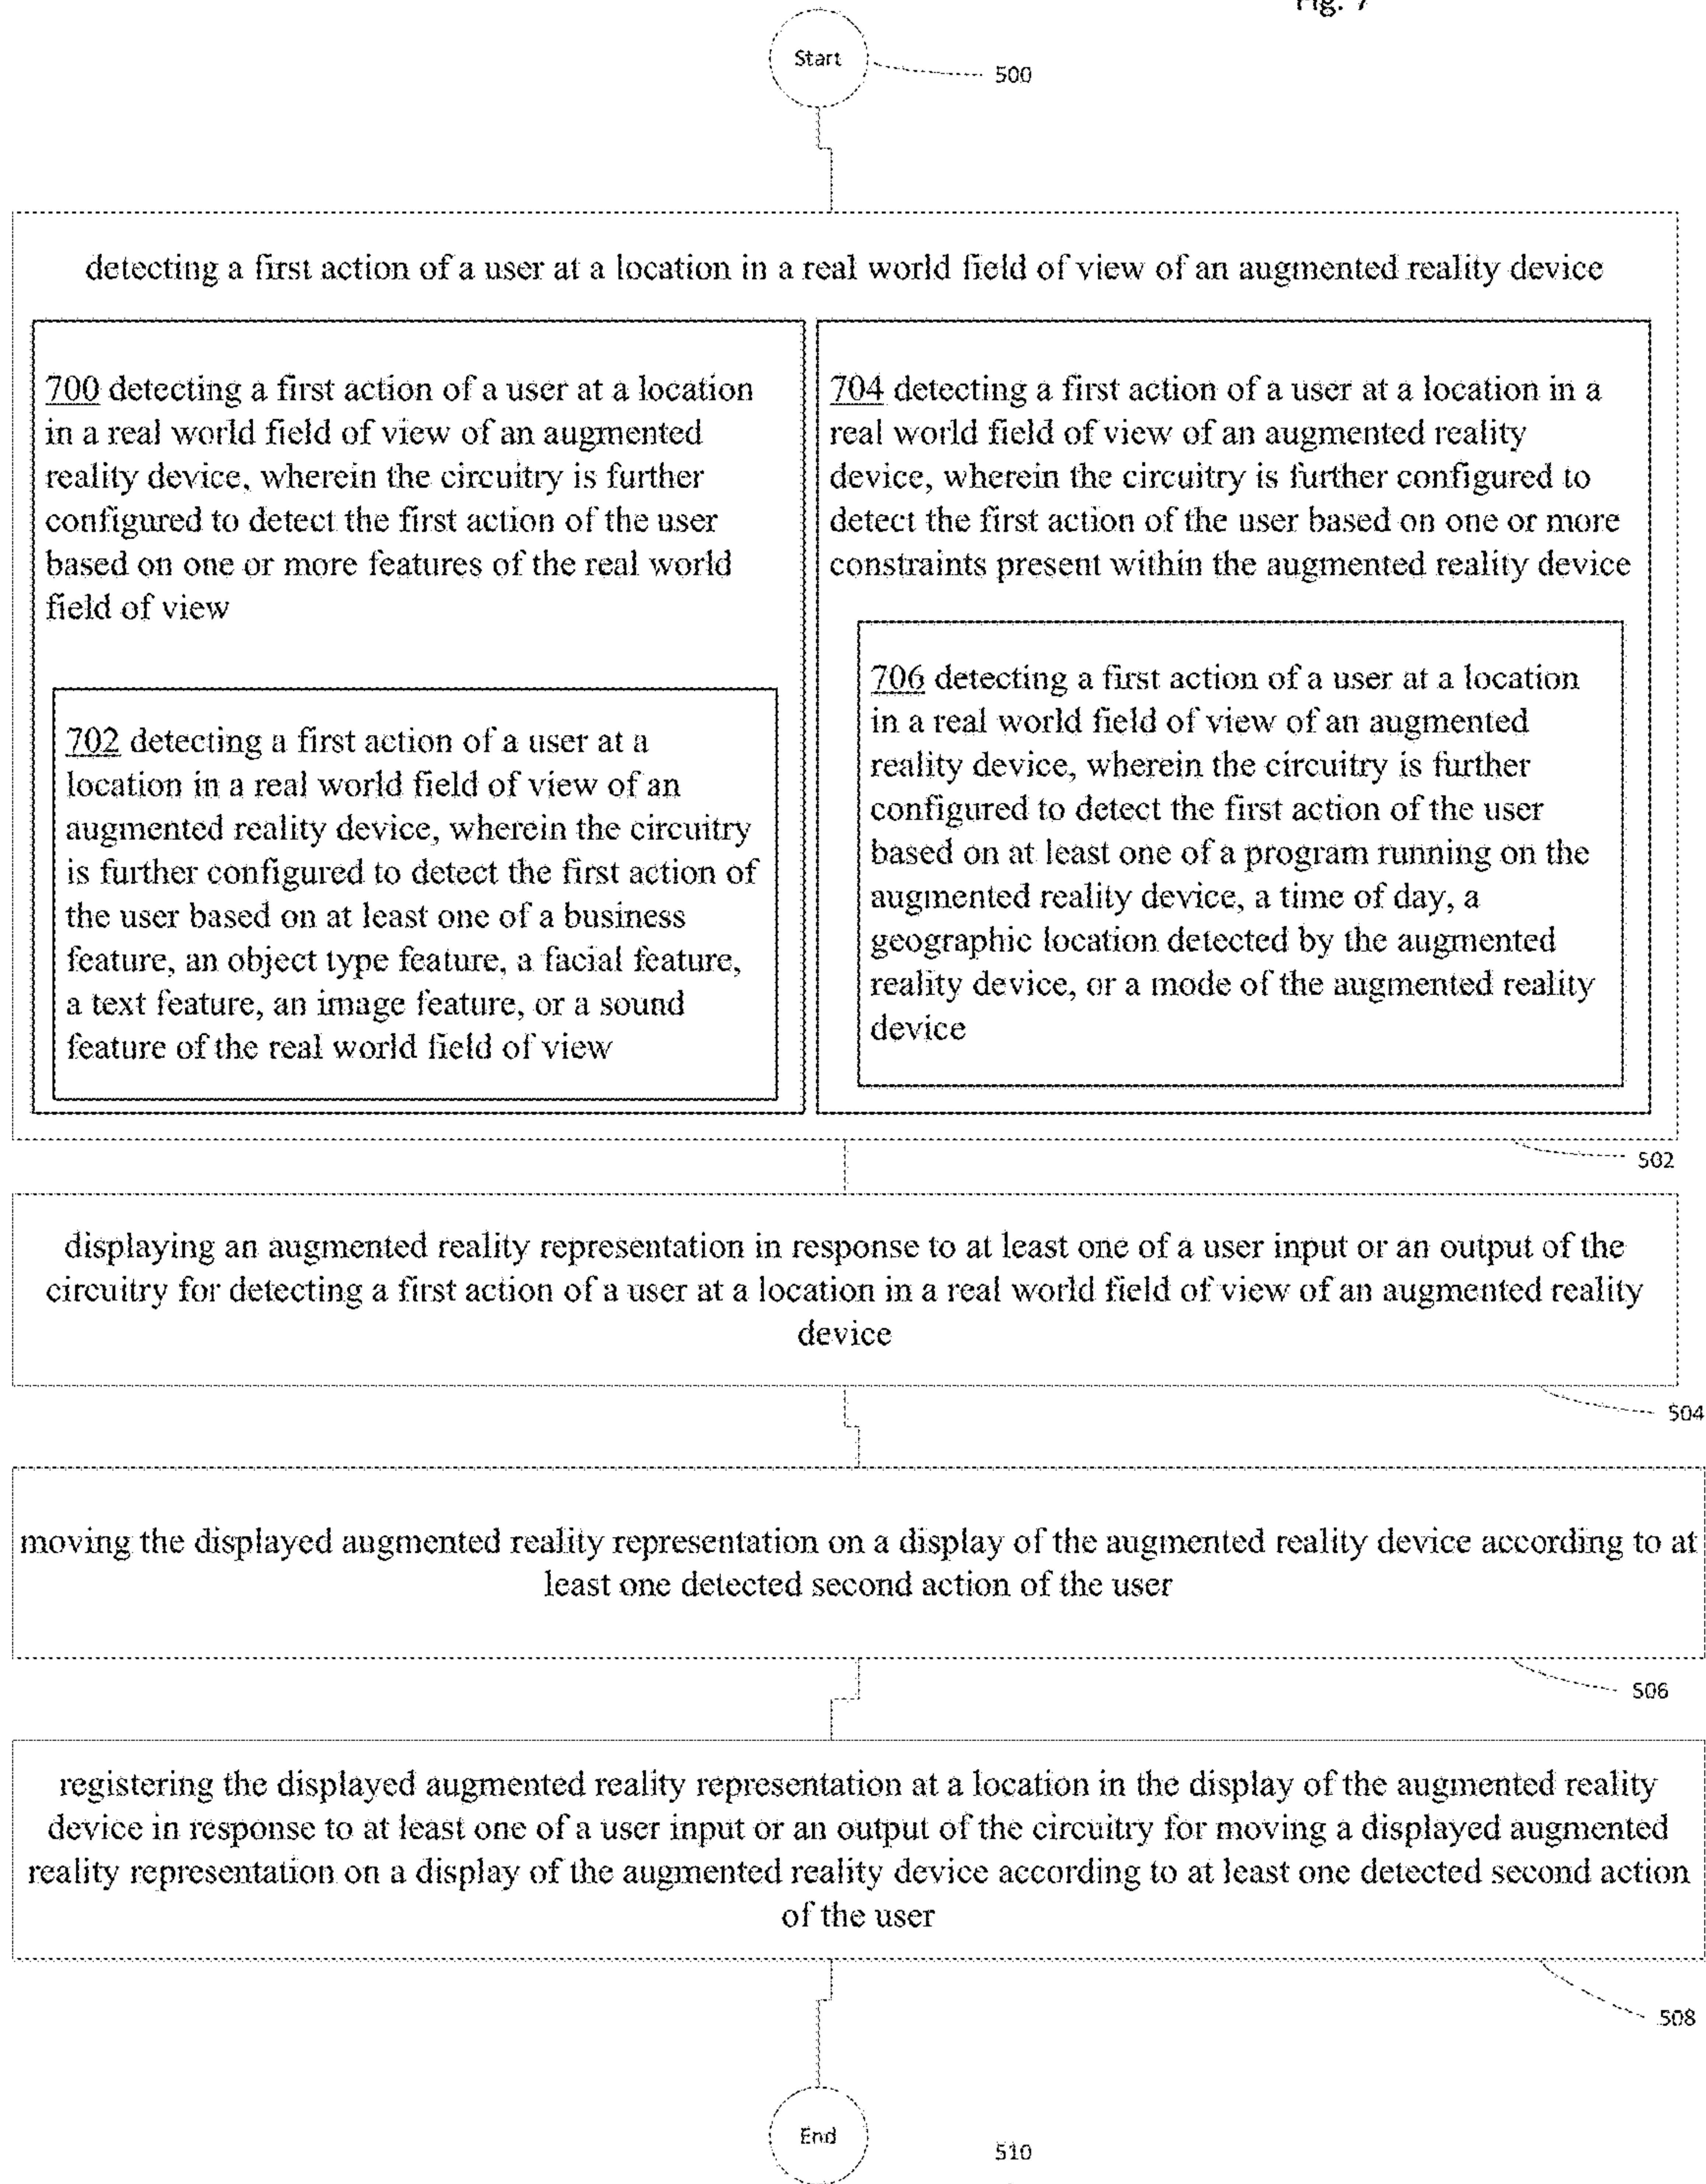 Fig. 7
Start
500
detecting a first action of a user at a location in a real world field of view of an augmented reality device
700 detecting a first action of a user at a location
in a real world field of view of an augmented
reality device, wherein the circuitry is further
configured to detect the first action of the user
based on one or more features of the real world
field of view
702 detecting a first action of a user at a
location in a real world field of view of an
augmented reality device, wherein the circuitry
is further configured to detect the first action of
the user based on at least one of a business
feature, an object type feature, a facial feature,
a text feature, an image feature, or a sound
feature of the real world field of view
704 detecting a first action of a user at a location in a
real world field of view of an augmented reality
device, wherein the circuitry is further configured to
detect the first action of the user based on one or more
constraints present within the augmented reality device
706 detecting a first action of a user at a location
in a real world field of view of an augmented
reality device, wherein the circuitry is further
configured to detect the first action of the user
based on at least one of a program running on the
augmented reality device, a time of day, a
geographic location detected by the augmented
reality device, or a mode of the augmented reality
device
502
displaying an augmented reality representation in response to at least one of a user input or an output of the
circuitry for detecting a first action of a user at a location in a real world field of view of an augmented reality
device
504
moving the displayed augmented reality representation on a display of the augmented reality device according to at
least one detected second action of the user
506
registering the displayed augmented reality representation at a location in the display of the augmented reality
device in response to at least one of a user input or an output of the circuitry for moving a displayed augmented
reality representation on a display of the augmented reality device according to at least one detected second action
of the user
508
End
510